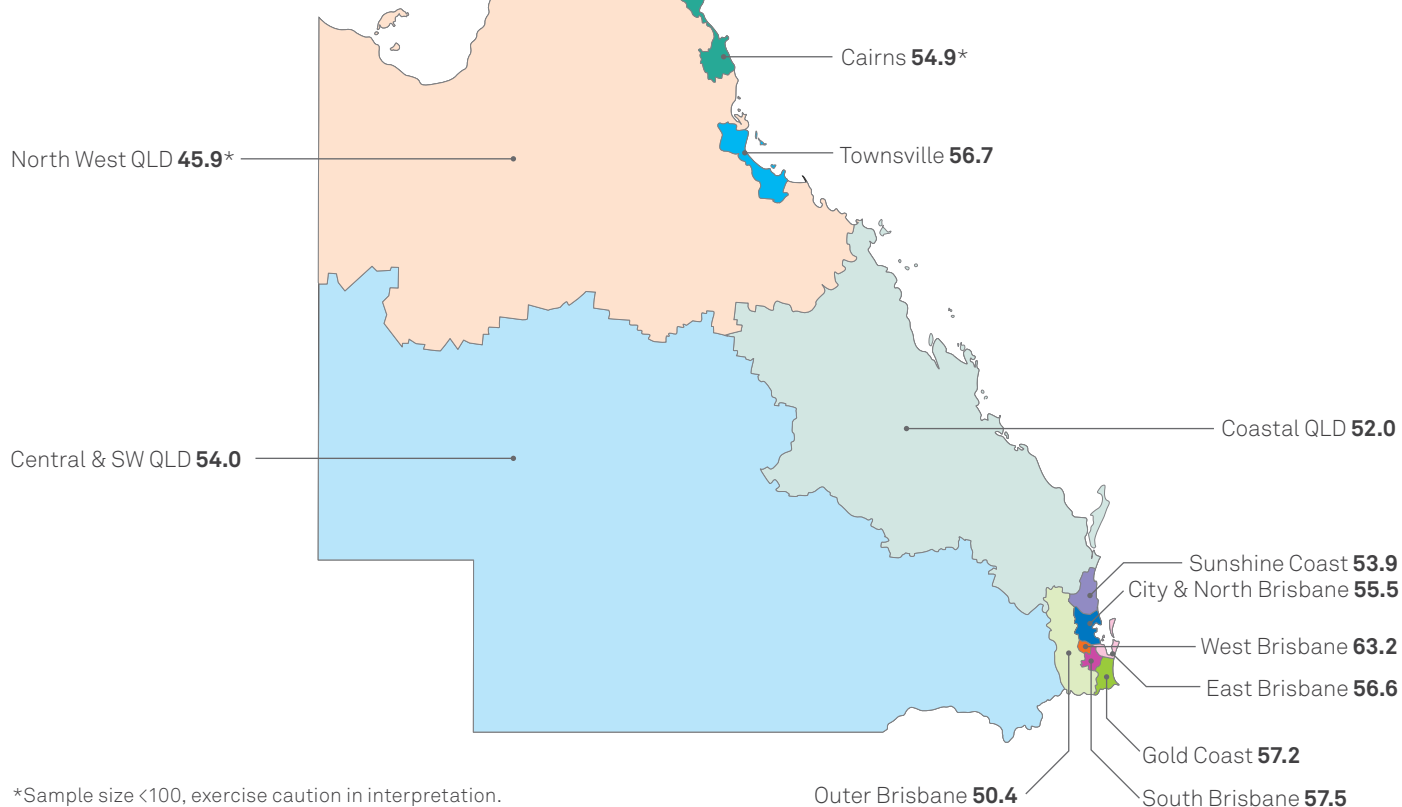 Cairns 54.9*
North West QLD 45.9*
Townsville 56.7
Coastal QLD 52.0
Central & SW QLD 54.0
Sunshine Coast 53.9
City & North Brisbane 55.5
West Brisbane 63.2
East Brisbane 56.6
Gold Coast 57.2
Outer Brisbane 50.4
South Brisbane 57.5
*Sample size <100, exercise caution in interpretation.